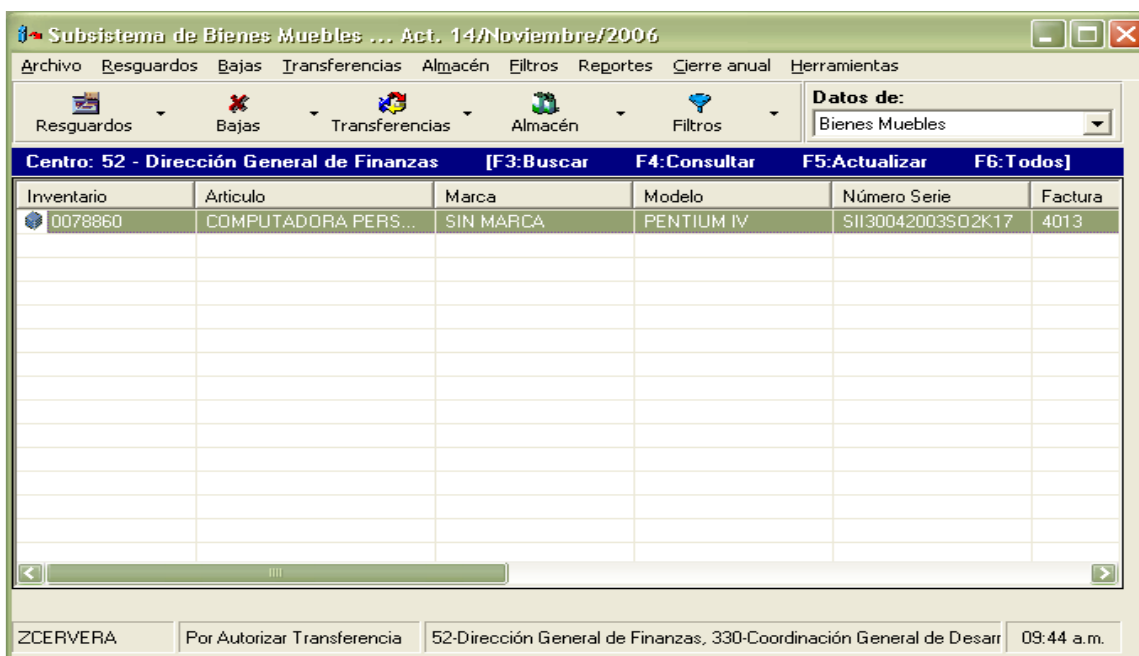 Subsistema de Bienes Muebles ... Act. 14/Noviembre/2006
Archivo Resguardos Bajas Transferencias Almacén Filtros Reportes Cierre anual Herramientas
Resguardos Bajas Transferencias Almacén Filtros
Datos de:
Bienes Muebles
Centro: 52 - Dirección General de Finanzas [F3:Buscar F4:Consultar F5:Actualizar F6:Todos]
Inventario Articulo Marca Modelo Número Serie Factura
0078860 COMPUTADORA PERS... SIN MARCA PENTIUM IV SII30042003SO2K17 4013
ZCERVERA Por Autorizar Transferencia 52-Dirección General de Finanzas, 330-Coordinación General de Desarr 09:44 a.m.